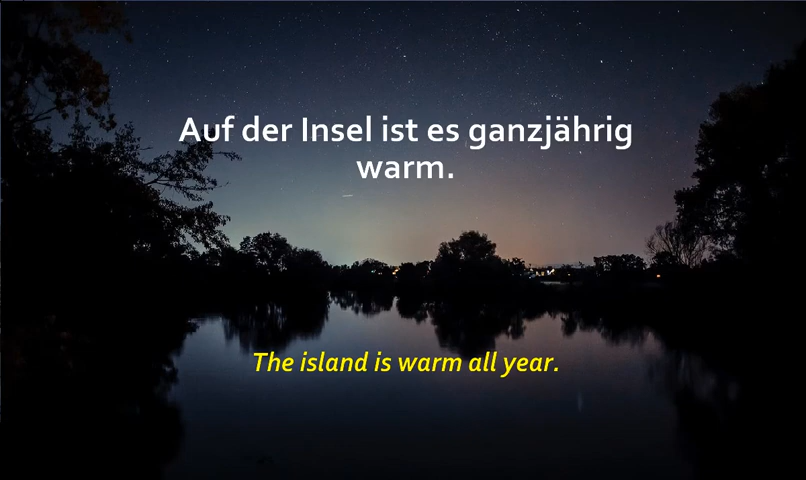 Auf der Insel ist es ganzjährig
warm.
The island is warm all year.